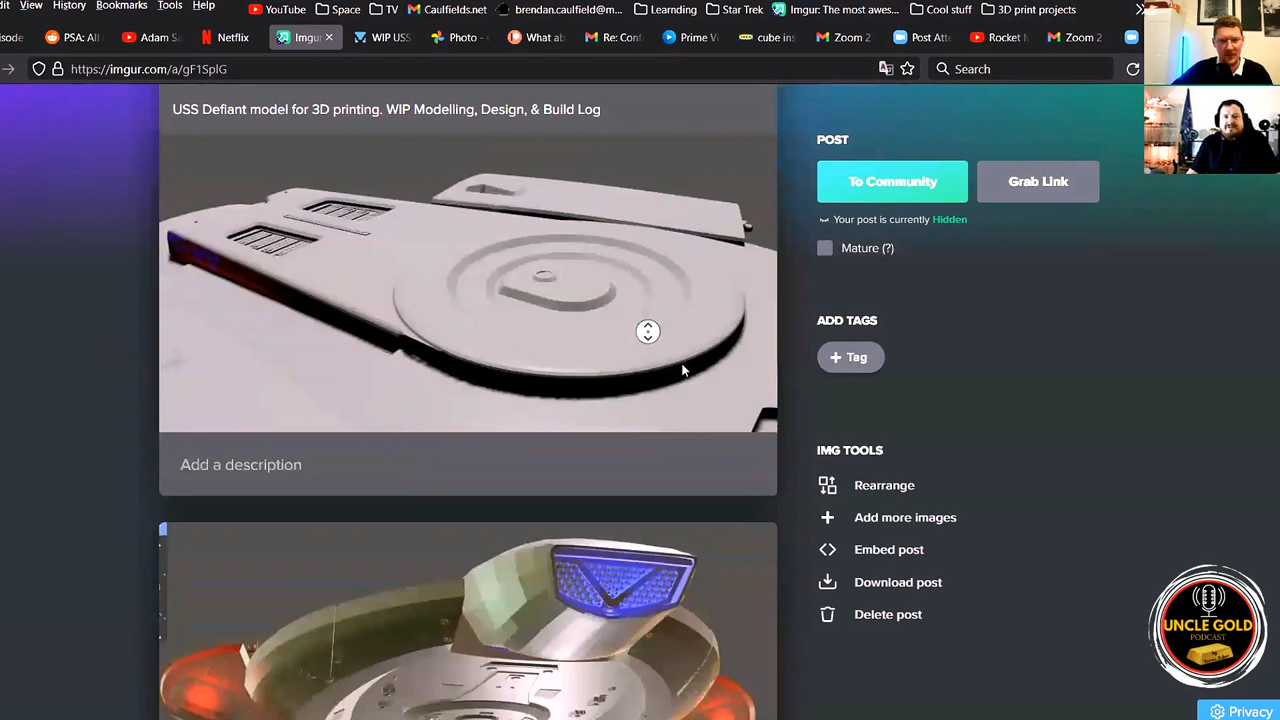 dit View History Bookmarks Tools Help
YouTube Space TV Caulfields.net brendan.caulfield@m... Learnding Star Trek Imgur: The most awes... Cool stuff 3D print projects
isode PSA: All Adam Sa Netflix Imgur WIP USS Photo - What ab Re: Conf Prime Vi cube ins Zoom 2 Post Atte Rocket M Zoom 2
https://imgur.com/a/gF1SplG Search
USS Defiant model for 3D printing. WIP Modelling, Design, & Build Log
POST
To Community Grab Link
Your post is currently Hidden
Mature (?)
ADD TAGS
+ Tag
Add a description
IMG TOOLS
Rearrange
Add more images
Embed post
Download post
Delete post
UNCLE GOLD
PODCAST
Privacy